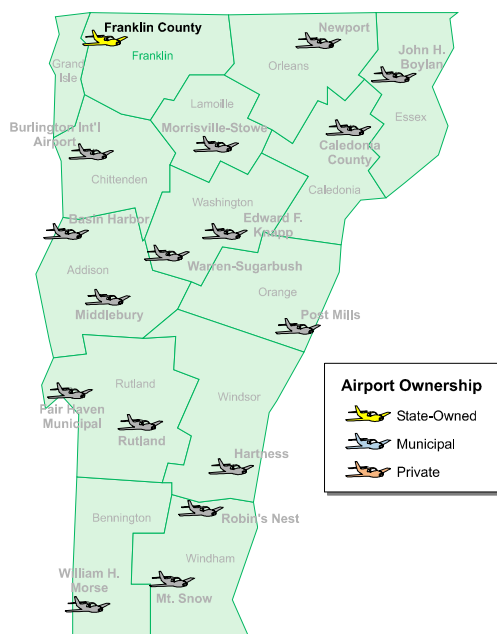 Franklin County
Newport
Franklin
Grand
Isle
Orleans
John H.
Boylan
Lamoille
Essex
Burlington Int'l
Airport
Morrisville-Stowe
Caledonia
County
Chittenden
Caledonia
Washington
Basin Harbor
Edward F.
Knapp
Addison
Warren-Sugarbush
Orange
Middlebury
Post Mills
Airport Ownership
State-Owned
Municipal
Private
Rutland
Windsor
Fair Haven
Municipal
Rutland
Hartness
Bennington
Robin's Nest
Windham
William H.
Morse
Mt. Snow